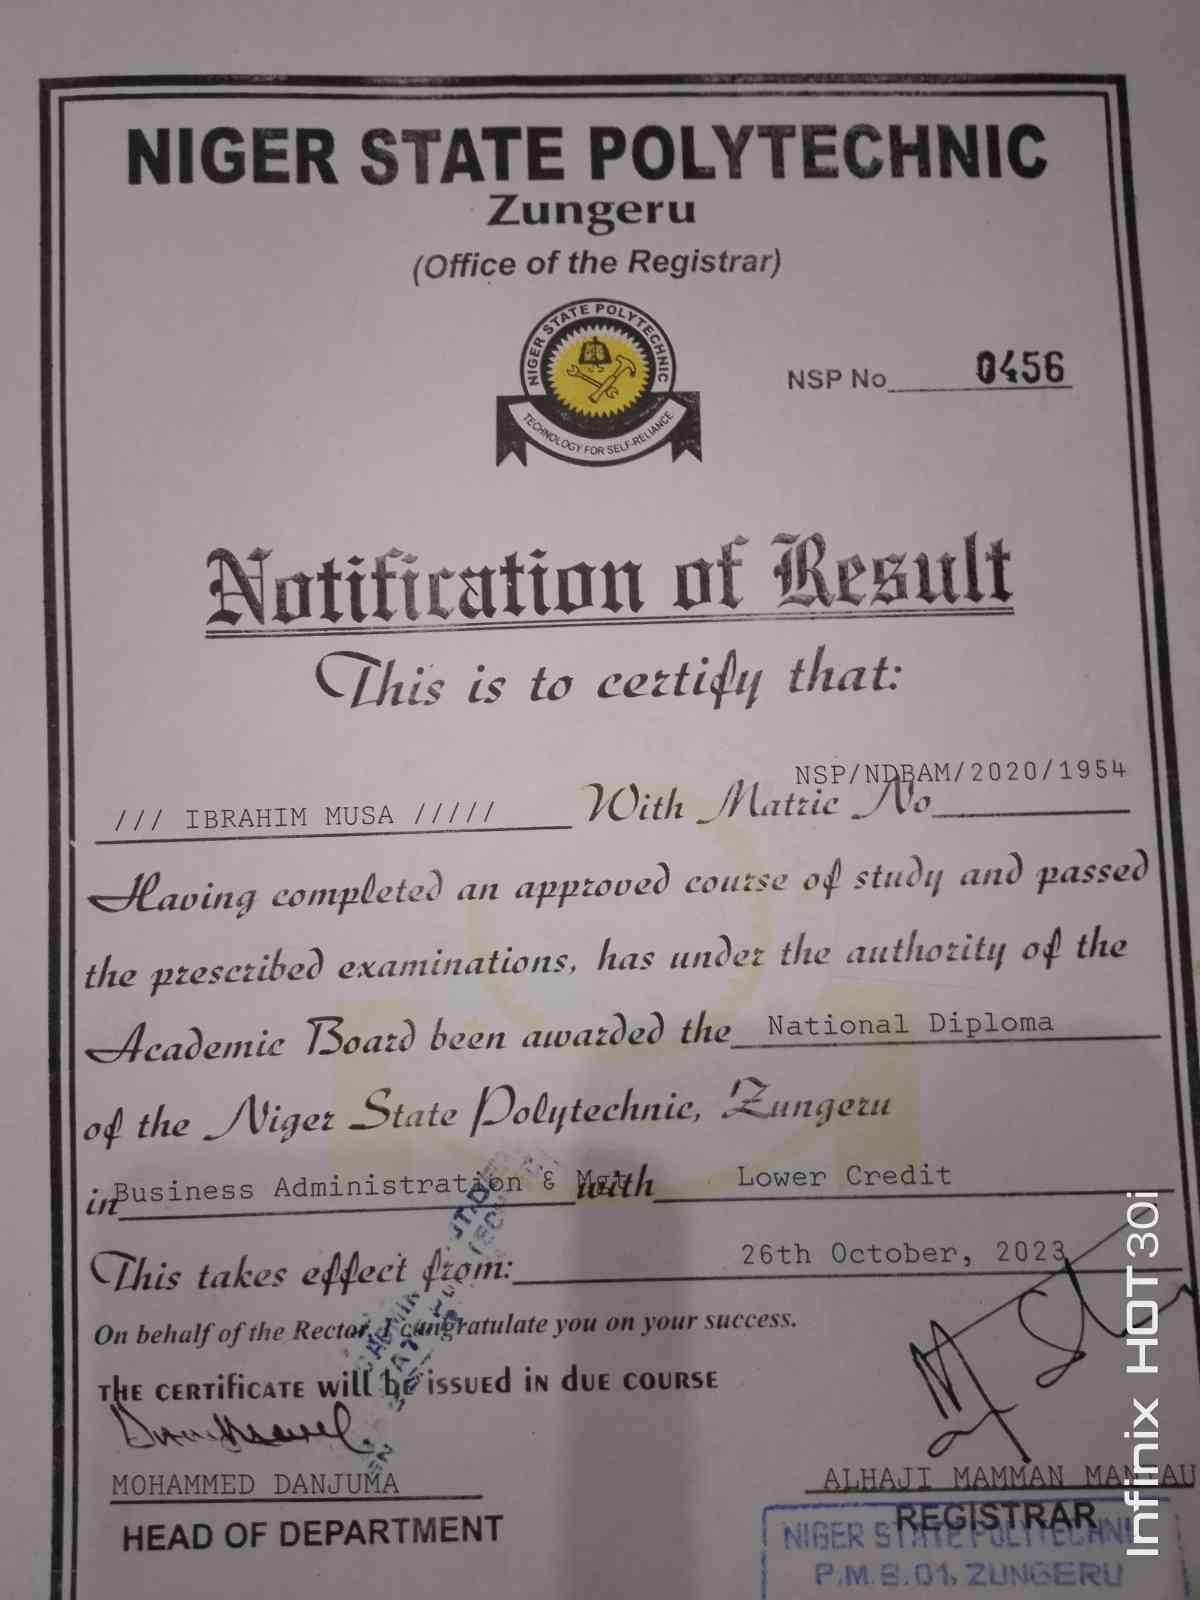 NIGER STATE POLYTECHNIC
Zungeru
(Office of the Registrar)
NIGER STATE POLYTECHNIC
TECHNOLOGY FOR SELF-RELIANCE
NSP No 0456
Notification of Result
This is to certify that:
NSP/NDBAM/2020/1954
/// IBRAHIM MUSA ///// With Matric No
Having completed an approved course of study and passed
the prescribed examinations, has under the authority of the
Academic Board been awarded the National Diploma
of the Niger State Polytechnic, Zungeru
in Business Administration & Mgt with Lower Credit
This takes effect from: 26th October, 2023
On behalf of the Rector, I congratulate you on your success.
THE CERTIFICATE will be ISSUED IN dUE COURSE
MOHAMMED DANJUMA
HEAD OF DEPARTMENT
ALHAJI MAMMAN
REGISTRAR
NIGER STATE POLYTECHNI
P.M.B.01, ZUNGERU
Infinix HOT 30i